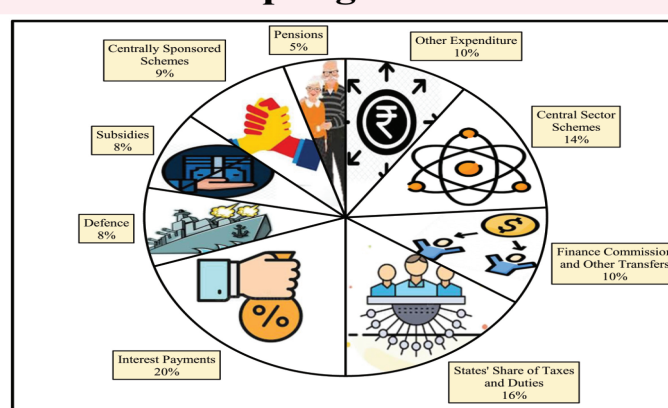 Pensions
5%
Other Expenditure
10%
Centrally Sponsored
Schemes
9%
Central Sector
Schemes
14%
Subsidies
8%
Defence
8%
Finance Commission
and Other Transfers
10%
Interest Payments
20%
States' Share of Taxes
and Duties
16%
₹
$
%